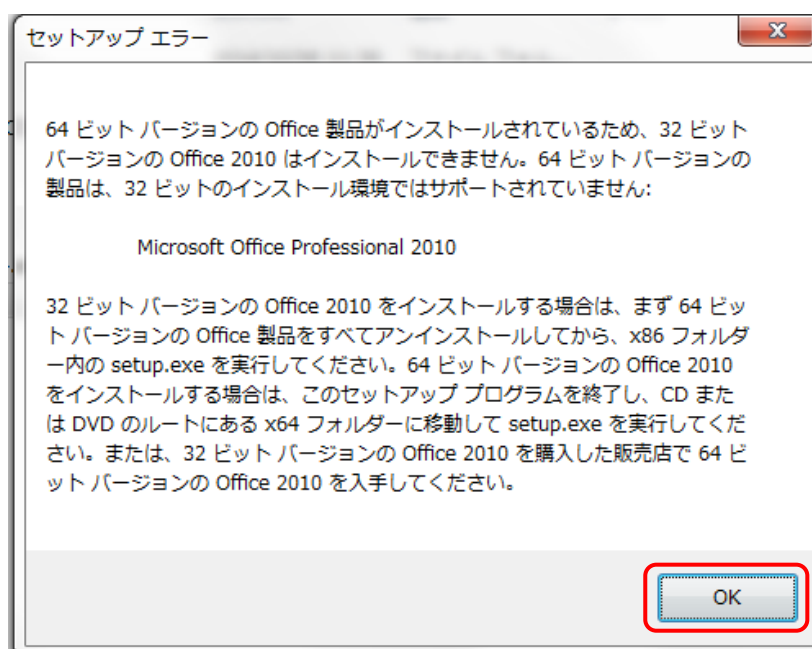 セットアップ エラー
64 ビット バージョンの Office 製品がインストールされているため、32 ビット
バージョンの Office 2010 はインストールできません。64 ビット バージョンの
製品は、32 ビットのインストール環境ではサポートされていません:
Microsoft Office Professional 2010
32 ビット バージョンの Office 2010 をインストールする場合は、まず 64 ビッ
ト バージョンの Office 製品をすべてアンインストールしてから、x86 フォルダ
ー内の setup.exe を実行してください。64 ビット バージョンの Office 2010
をインストールする場合は、このセットアップ プログラムを終了し、CD また
は DVD のルートにある x64 フォルダーに移動して setup.exe を実行してくだ
さい。または、32 ビット バージョンの Office 2010 を購入した販売店で 64 ビ
ット バージョンの Office 2010 を入手してください。
OK